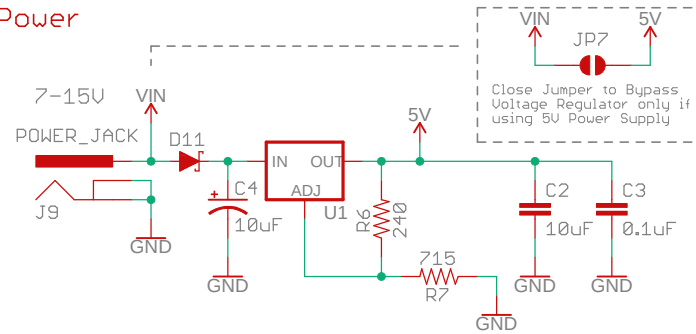 Power
VIN
5V
JP7
Close Jumper to Bypass
Voltage Regulator only if
using 5V Power Supply
7-15V
VIN
POWER_JACK
D11
5V
IN
OUT
ADJ
U1
J9
C4
10uF
R6
240
C2
10uF
C3
0.1uF
GND
715
R7
GND
GND
GND
GND